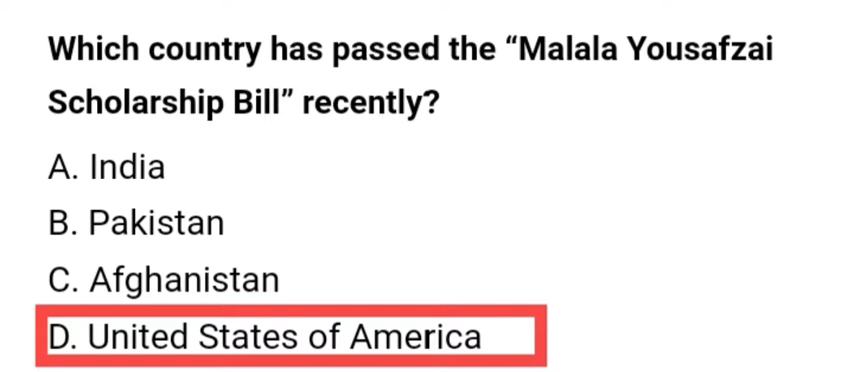 Which country has passed the “Malala Yousafzai
Scholarship Bill” recently?
A. India
B. Pakistan
C. Afghanistan
D. United States of America